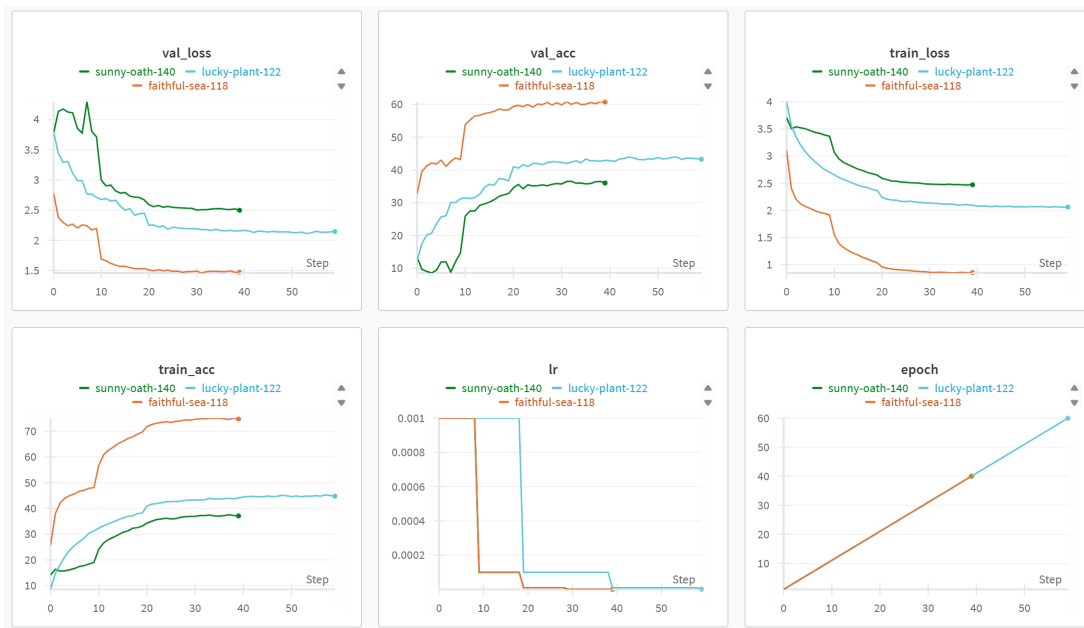 val_loss
sunny-oath-140 lucky-plant-122
faithful-sea-118
4
3.5
3
2.5
2
1.5
Step
0 10 20 30 40 50
val_acc
sunny-oath-140 lucky-plant-122
faithful-sea-118
60
50
40
30
20
10
Step
0 10 20 30 40 50
train_loss
sunny-oath-140 lucky-plant-122
faithful-sea-118
4
3.5
3
2.5
2
1.5
1
Step
0 10 20 30 40 50
train_acc
sunny-oath-140 lucky-plant-122
faithful-sea-118
70
60
50
40
30
20
10
Step
0 10 20 30 40 50
lr
sunny-oath-140 lucky-plant-122
faithful-sea-118
0.001
0.0008
0.0006
0.0004
0.0002
Step
0 10 20 30 40 50
epoch
sunny-oath-140 lucky-plant-122
faithful-sea-118
60
50
40
30
20
10
Step
0 10 20 30 40 50